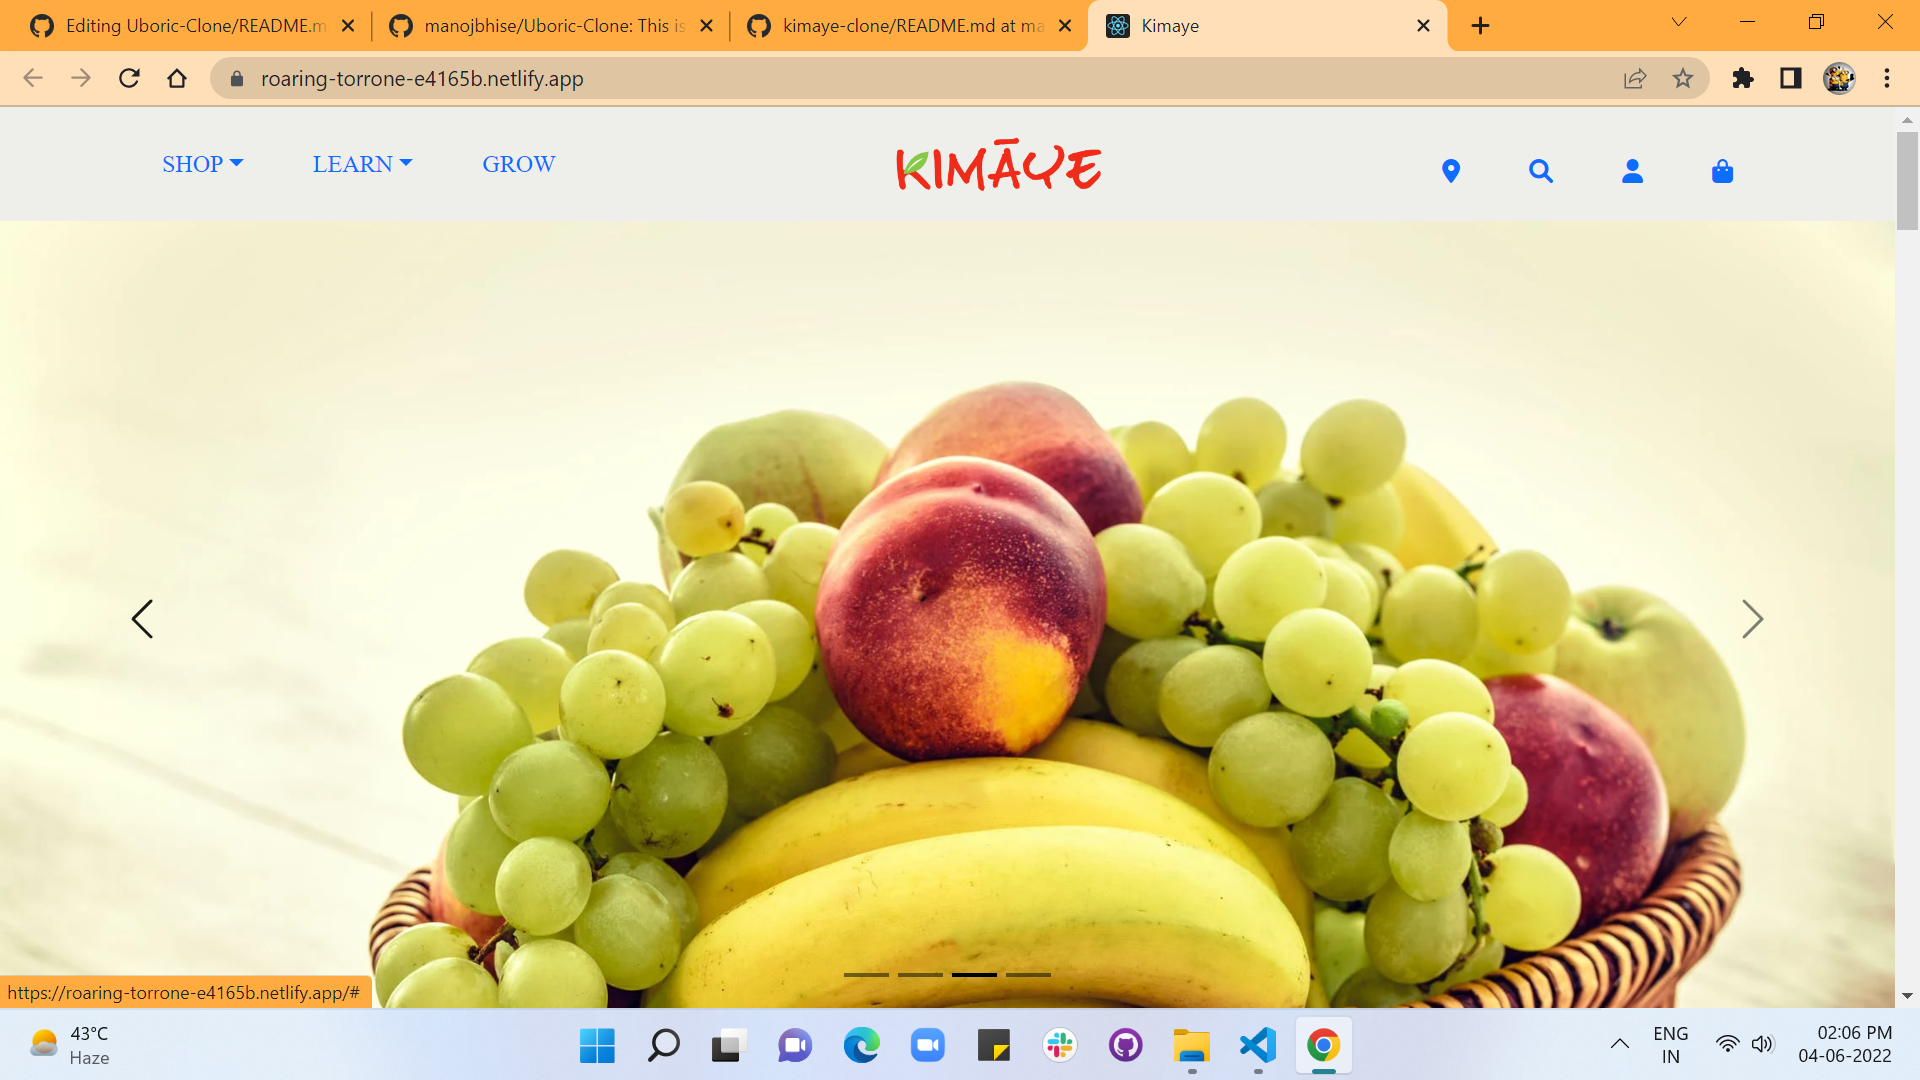 Editing Uboric-Clone/README.m
manojbhise/Uboric-Clone: This is
kimaye-clone/README.md at ma
Kimaye
roaring-torrone-e4165b.netlify.app
SHOP
LEARN
GROW
KIMĀYE
https://roaring-torrone-e4165b.netlify.app/#
43°C
Haze
ENG
IN
02:06 PM
04-06-2022